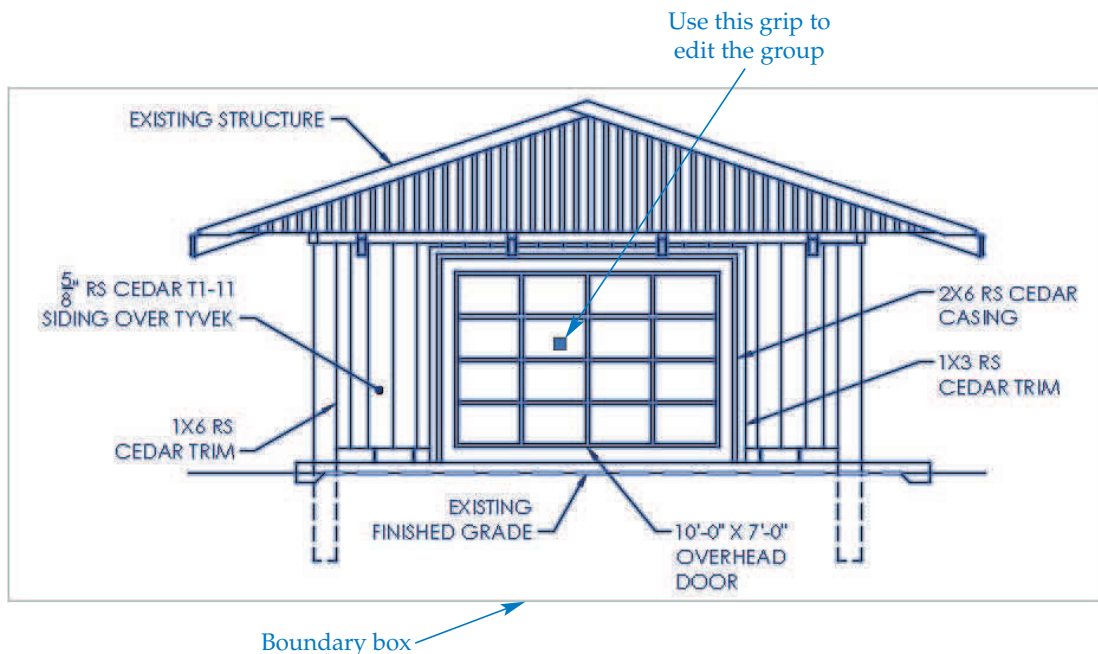 Use this grip to
edit the group
EXISTING STRUCTURE
5/8" RS CEDAR T1-11
SIDING OVER TYVEK
2X6 RS CEDAR
CASING
1X3 RS
CEDAR TRIM
1X6 RS
CEDAR TRIM
EXISTING
FINISHED GRADE
10'-0" X 7'-0"
OVERHEAD
DOOR
Boundary box